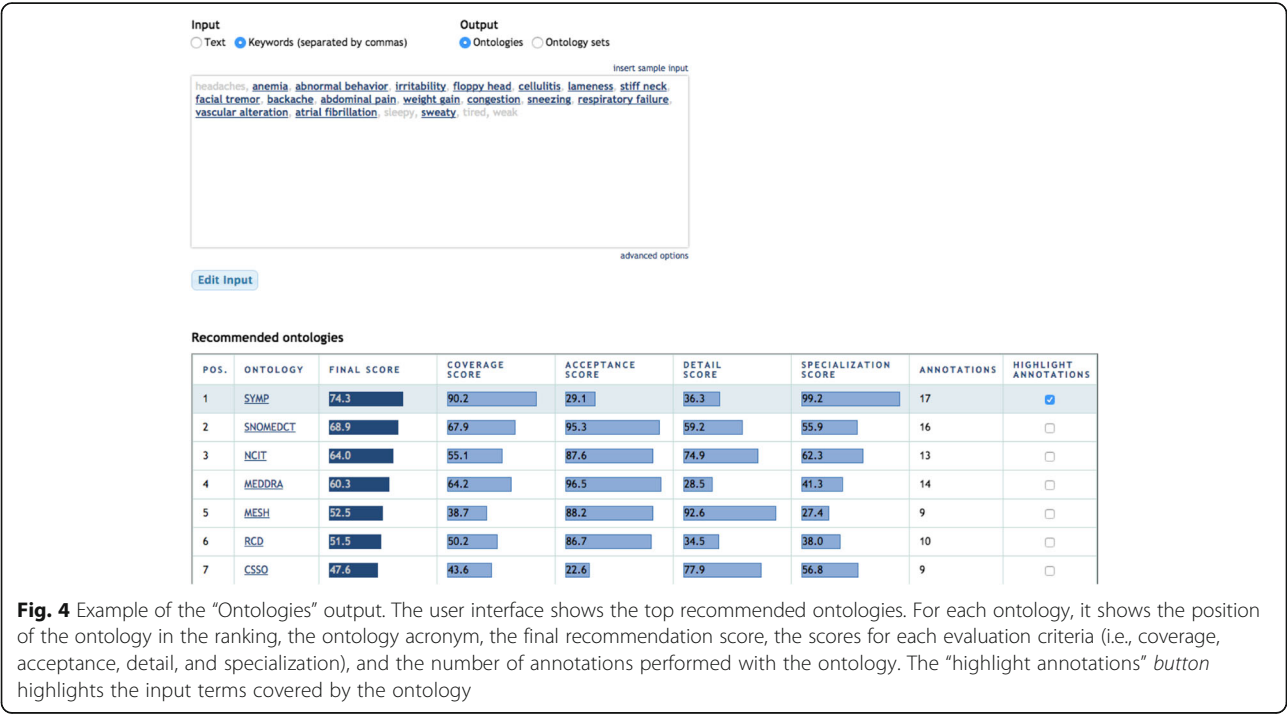 Input Output
Text Keywords (separated by commas) Ontologies Ontology sets
insert sample input
headaches, anemia, abnormal behavior, irritability, floppy head, cellulitis, lameness, stiff neck,
facial tremor, backache, abdominal pain, weight gain, congestion, sneezing, respiratory failure,
vascular alteration, atrial fibrillation, sleepy, sweaty, tired, weak
advanced options
Edit Input
Recommended ontologies
POS. ONTOLOGY FINAL SCORE COVERAGE SCORE ACCEPTANCE SCORE DETAIL SCORE SPECIALIZATION SCORE ANNOTATIONS HIGHLIGHT ANNOTATIONS
1 SYMP 74.3 90.2 29.1 36.3 99.2 17
2 SNOMEDCT 68.9 67.9 95.3 59.2 55.9 16
3 NCIT 64.0 55.1 87.6 74.9 62.3 13
4 MEDDRA 60.3 64.2 96.5 28.5 41.3 14
5 MESH 52.5 38.7 88.2 92.6 27.4 9
6 RCD 51.5 50.2 86.7 34.5 38.0 10
7 CSSO 47.6 43.6 22.6 77.9 56.8 9
Fig. 4 Example of the “Ontologies” output. The user interface shows the top recommended ontologies. For each ontology, it shows the position
of the ontology in the ranking, the ontology acronym, the final recommendation score, the scores for each evaluation criteria (i.e., coverage,
acceptance, detail, and specialization), and the number of annotations performed with the ontology. The “highlight annotations” button
highlights the input terms covered by the ontology